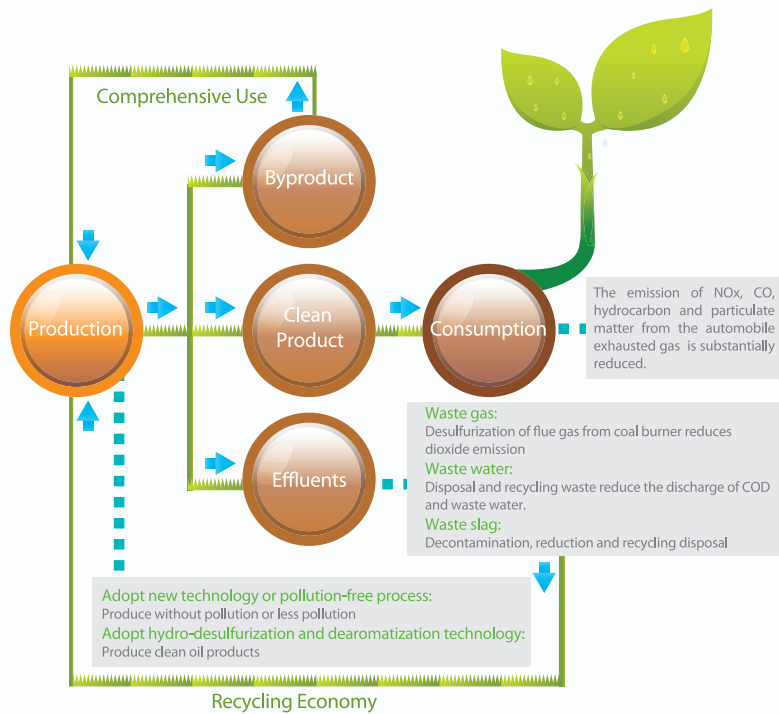 Comprehensive Use
Byproduct
Production
Clean
Product
Consumption
The emission of NOx, CO,
hydrocarbon and particulate
matter from the automobile
exhausted gas is substantially
reduced.
Effluents
Waste gas:
Desulfurization of flue gas from coal burner reduces
dioxide emission
Waste water:
Disposal and recycling waste reduce the discharge of COD
and waste water.
Waste slag:
Decontamination, reduction and recycling disposal
Adopt new technology or pollution-free process:
Produce without pollution or less pollution
Adopt hydro-desulfurization and dearomatization technology:
Produce clean oil products
Recycling Economy